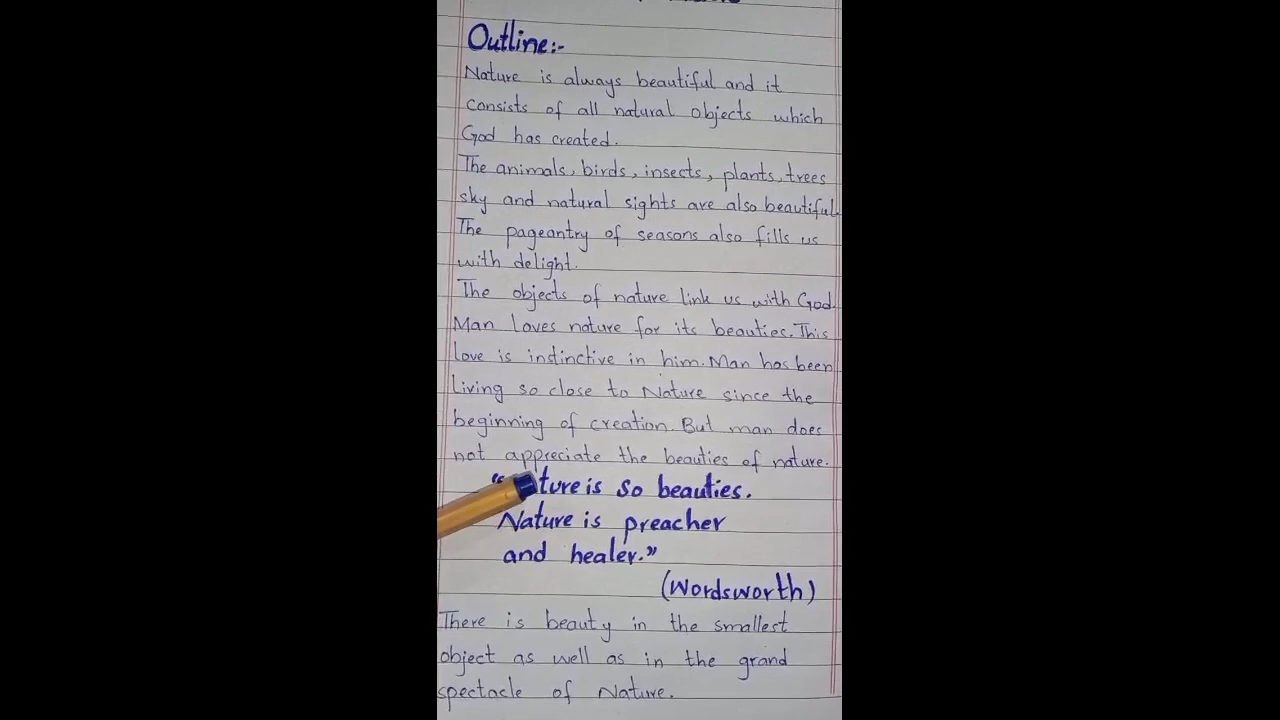 Outline:-
Nature is always beautiful and it
consists of all natural objects which
God has created.
The animals, birds, insects, plants, trees
sky and natural sights are also beautiful.
The pageantry of seasons also fills us
with delight.
The objects of nature link us with God.
Man loves nature for its beauties. This
love is instinctive in him. Man has been
living so close to Nature since the
beginning of creation. But man does
not appreciate the beauties of nature.
is so beauties.
Nature is preacher
and healer."
(Wordsworth)
There is beauty in the smallest
object as well as in the grand
spectacle of Nature.